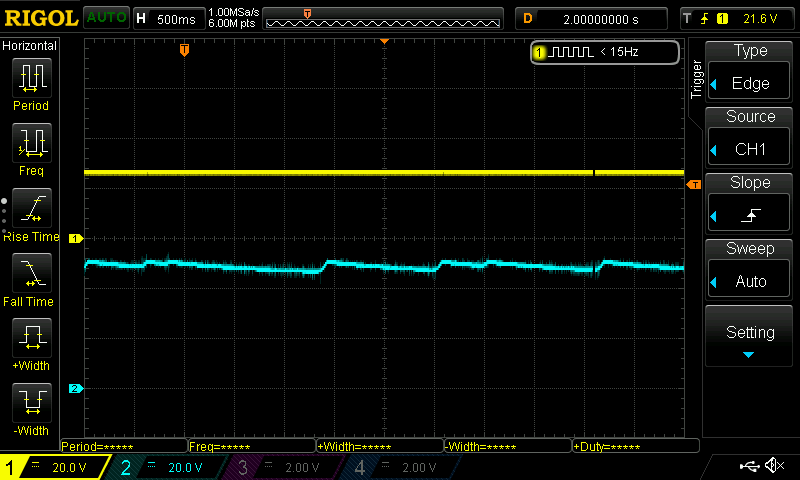 RIGOL AUTO H 500ms 1.00MSa/s 6.00M pts T D 2.00000000 s T 1 21.6 V
Horizontal
T
1 < 15Hz
Period
Freq
Rise Time
Fall Time
+Width
-Width
1
2
T
Trigger
Type
Edge
Source
CH1
Slope
Sweep
Auto
Setting
Period=***** Freq=***** +Width=***** -Width=***** +Duty=*****
1 20.0 V 2 20.0 V 3 2.00 V 4 2.00 V